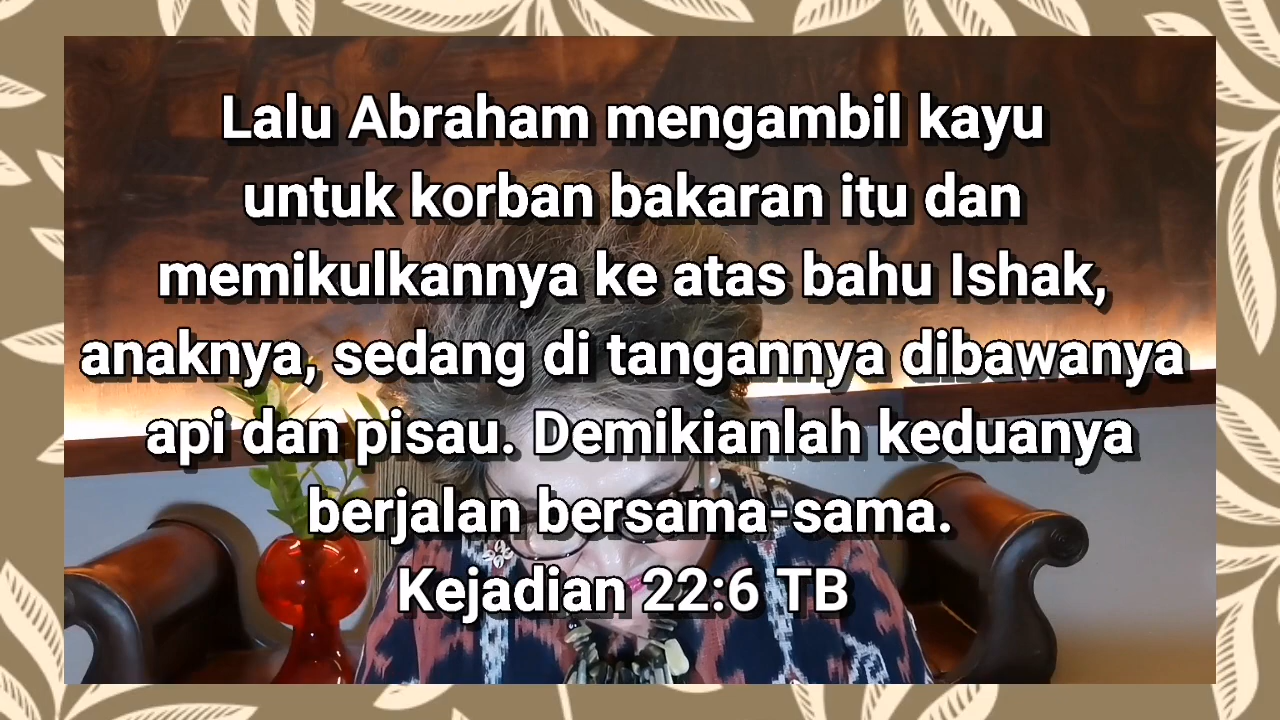 Lalu Abraham mengambil kayu
untuk korban bakaran itu dan
memikulkannya ke atas bahu Ishak,
anaknya, sedang di tangannya dibawanya
api dan pisau. Demikianlah keduanya
berjalan bersama-sama.
Kejadian 22:6 TB